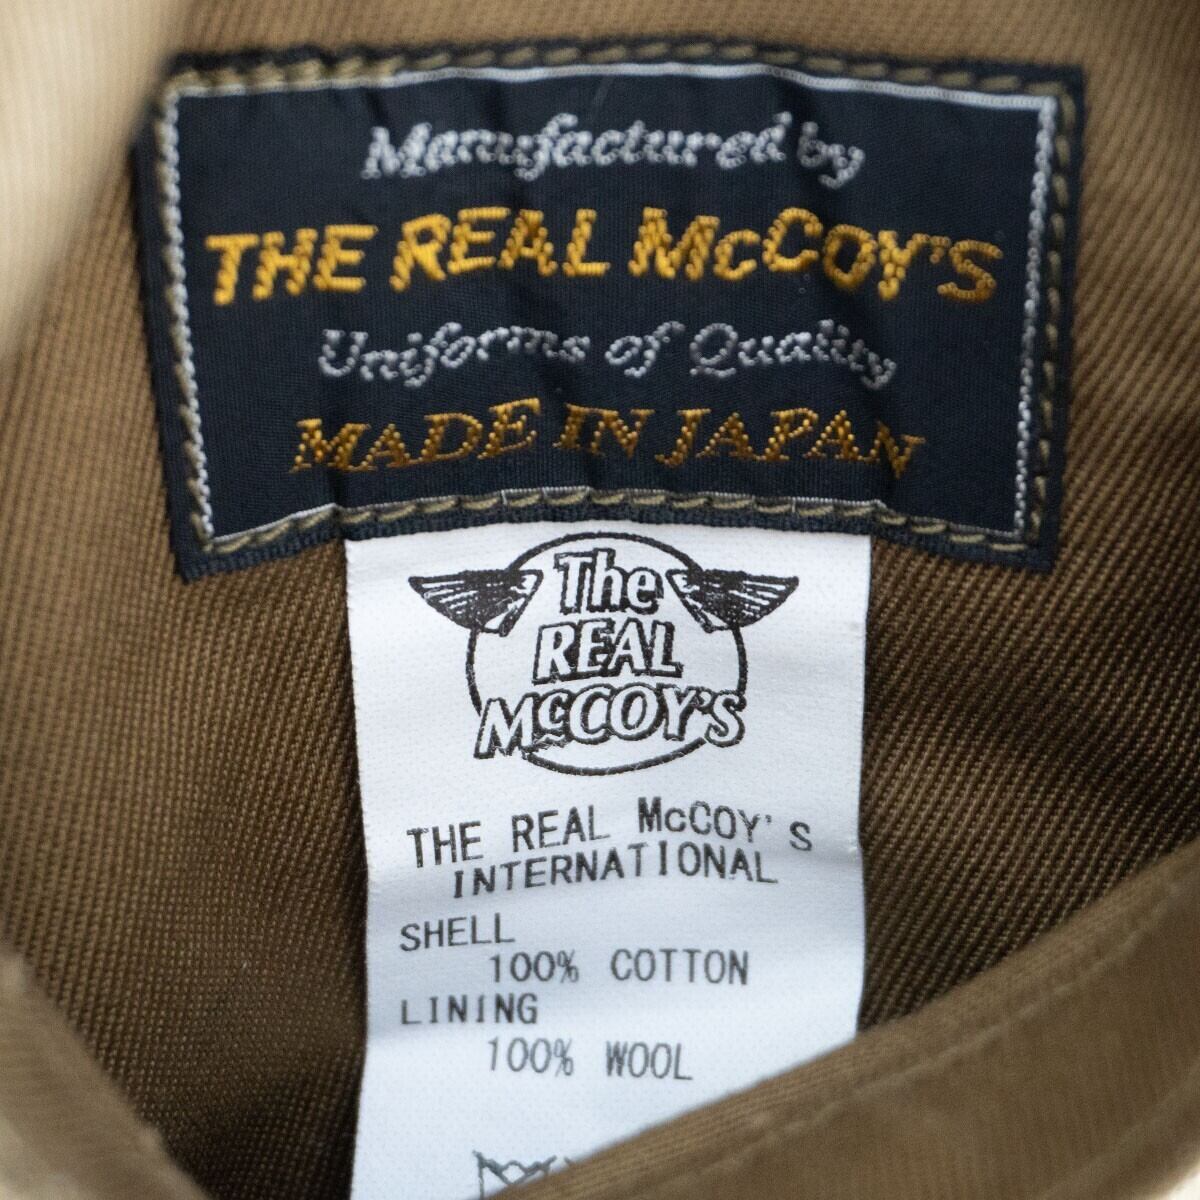 Manufactured by
THE REAL McCOY'S
Uniforms of Quality
MADE IN JAPAN
The
REAL
McCOY'S
THE REAL McCOY'S
INTERNATIONAL
SHELL
100% COTTON
LINING
100% WOOL